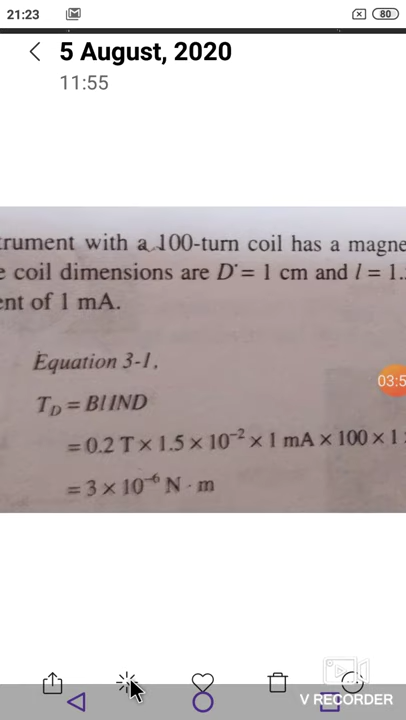 21:23
80
5 August, 2020
11:55
trument with a 100-turn coil has a magne
e coil dimensions are D = 1 cm and l = 1.
ent of 1 mA.
Equation 3-1,
T_D = BlIND
= 0.2 T × 1.5 × 10⁻² × 1 mA × 100 × 1
= 3 × 10⁻⁶ N · m
03:5
V RECORDER